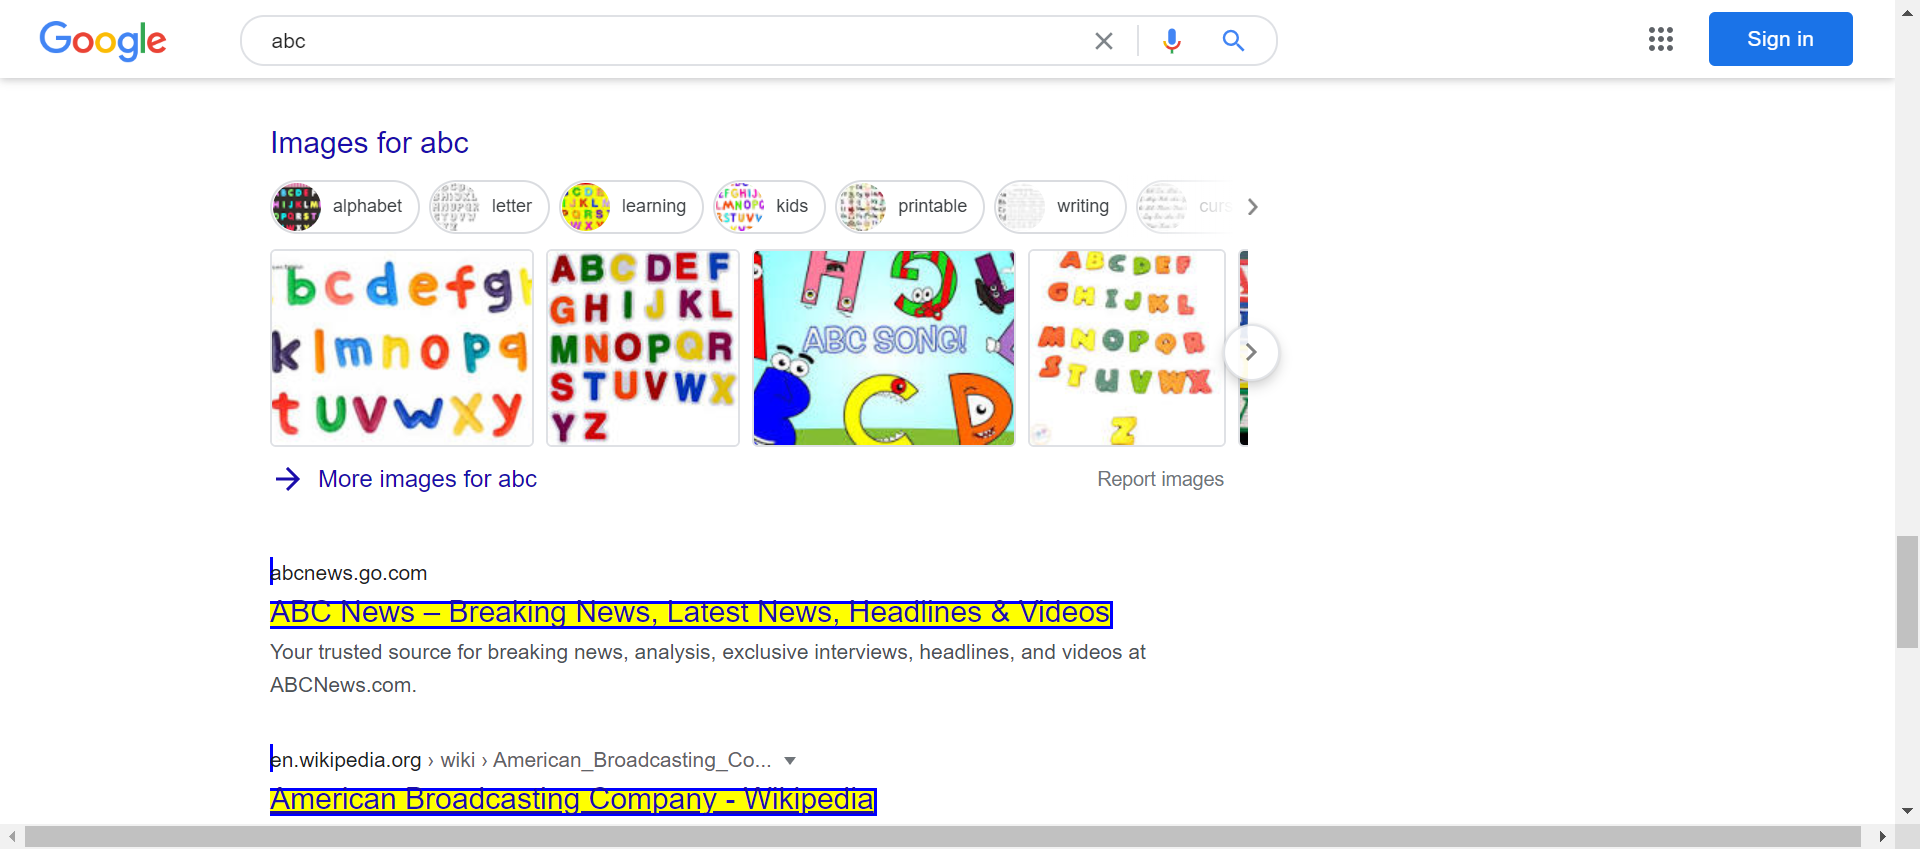 Google
abc
Sign in
Images for abc
alphabet
letter
learning
kids
printable
writing
curs
bcdefgh
klmnopq
tuvwxy
ABCDEF
GHIJKL
MNOPQR
STUVWX
YZ
H G
ABC SONG!
B C D
ABCDEF
GHIJKL
MNOPQR
STUVWX
Z
More images for abc
Report images
abcnews.go.com
ABC News – Breaking News, Latest News, Headlines & Videos
Your trusted source for breaking news, analysis, exclusive interviews, headlines, and videos at
ABCNews.com.
en.wikipedia.org › wiki › American_Broadcasting_Co...
American Broadcasting Company - Wikipedia